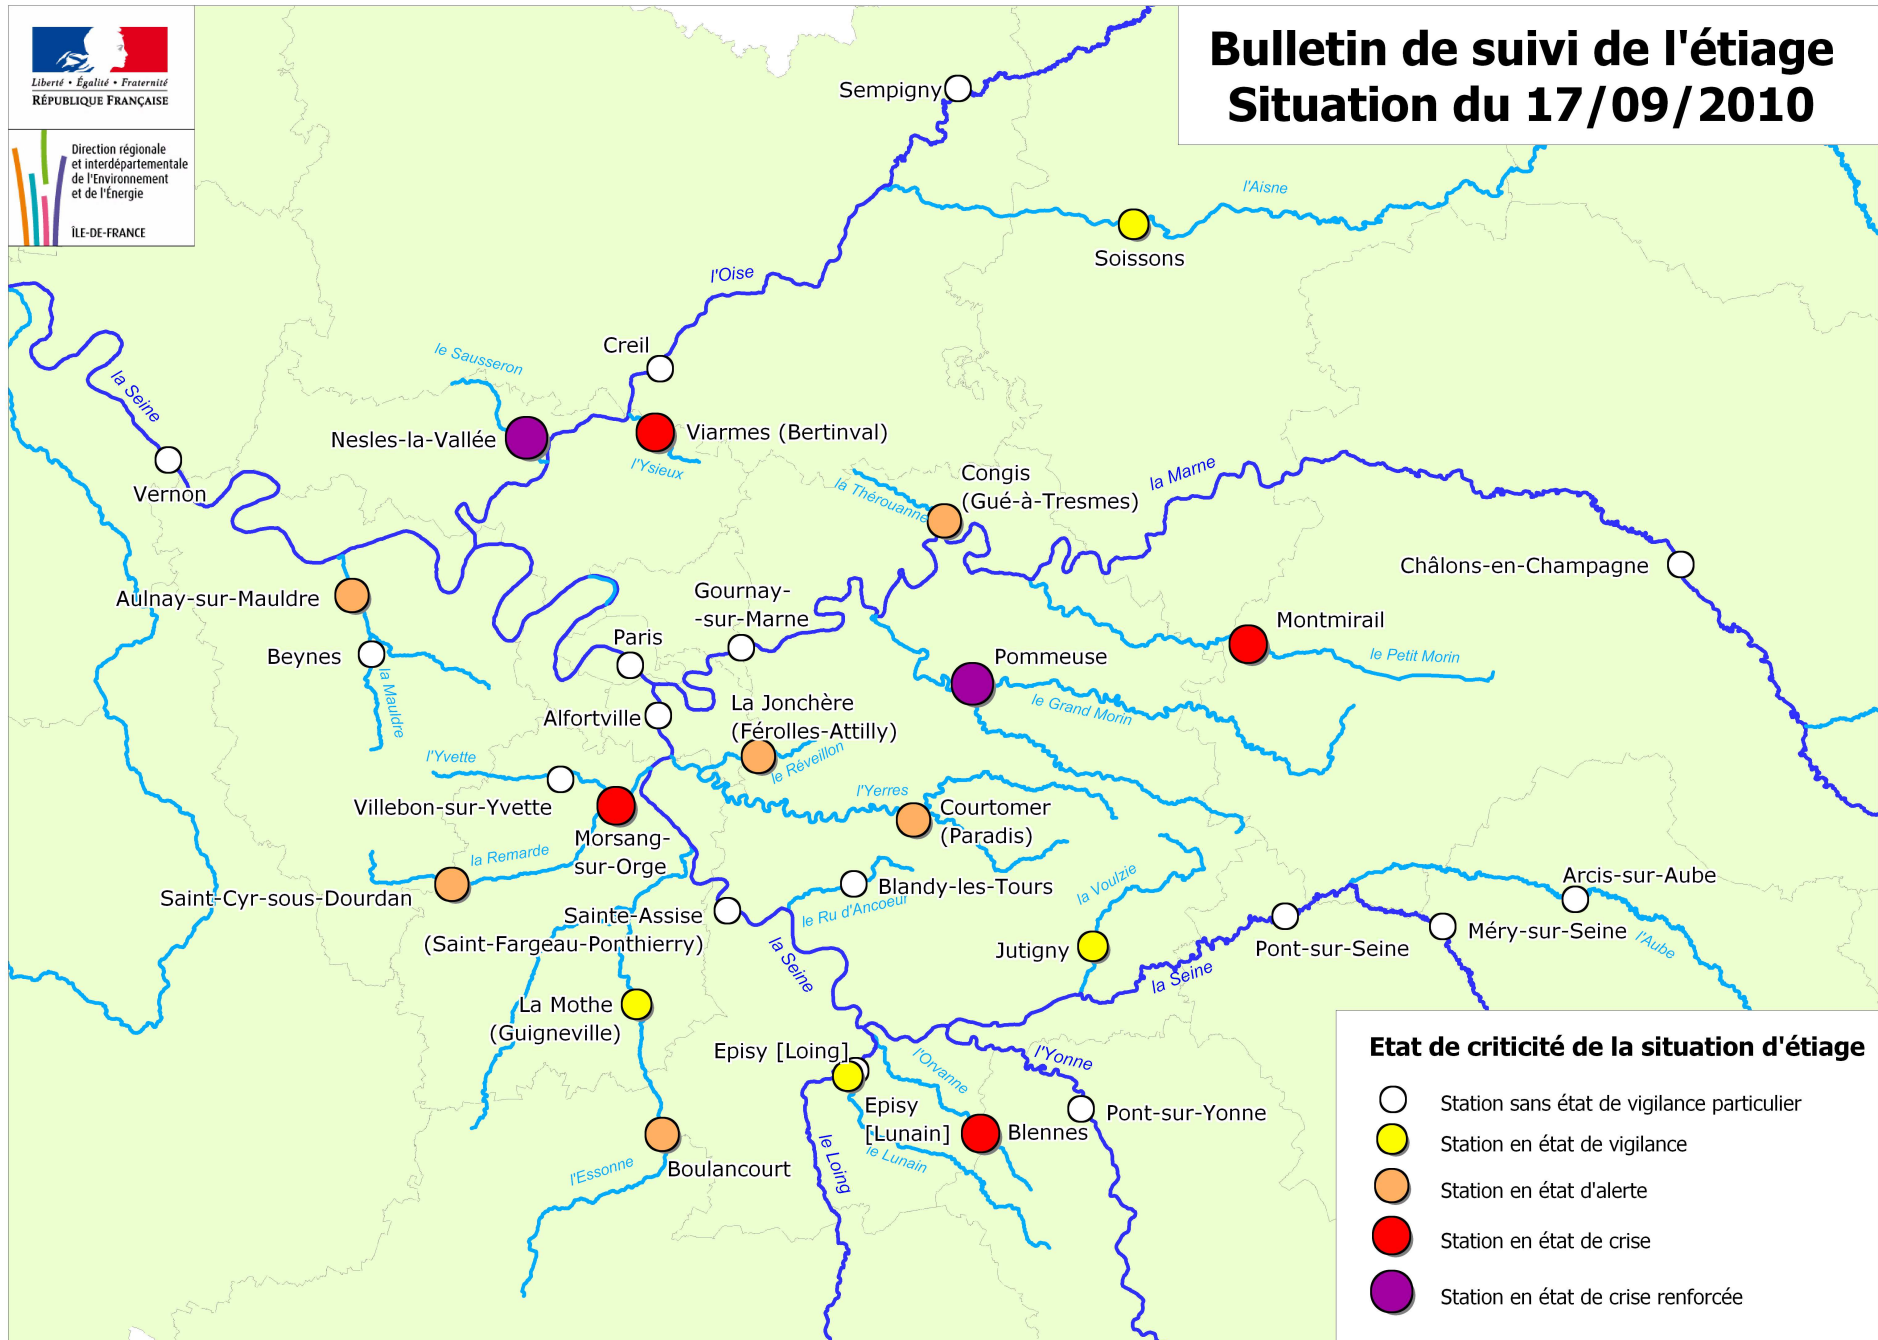 Liberté • Égalité • Fraternité
RÉPUBLIQUE FRANÇAISE
Direction régionale
et interdépartementale
de l'Environnement
et de l'Énergie
ÎLE-DE-FRANCE
Bulletin de suivi de l'étiage
Situation du 17/09/2010
Sempigny
l'Aisne
Soissons
l'Oise
Creil
le Sausseron
la Seine
Nesles-la-Vallée
Viarmes (Bertinval)
l'Ysieux
Vernon
Congis
(Gué-à-Tresmes)
la Thérouanne
la Marne
Châlons-en-Champagne
Aulnay-sur-Mauldre
Gournay-
-sur-Marne
Montmirail
Paris
Beynes
la Mauldre
Pommeuse
le Petit Morin
le Grand Morin
Alfortville
La Jonchère
(Férolles-Attilly)
le Réveillon
l'Yvette
Villebon-sur-Yvette
l'Yerres
Courtomer
(Paradis)
Morsang-
sur-Orge
la Remarde
Saint-Cyr-sous-Dourdan
Blandy-les-Tours
le Ru d'Ancoeur
la Voulzie
Arcis-sur-Aube
l'Aube
Sainte-Assise
(Saint-Fargeau-Ponthierry)
la Seine
Jutigny
Pont-sur-Seine
Méry-sur-Seine
la Seine
La Mothe
(Guigneville)
Episy [Loing]
l'Orvanne
l'Yonne
Episy
[Lunain]
Blennes
Pont-sur-Yonne
le Lunain
le Loing
l'Essonne
Boulancourt
Etat de criticité de la situation d'étiage
Station sans état de vigilance particulier
Station en état de vigilance
Station en état d'alerte
Station en état de crise
Station en état de crise renforcée